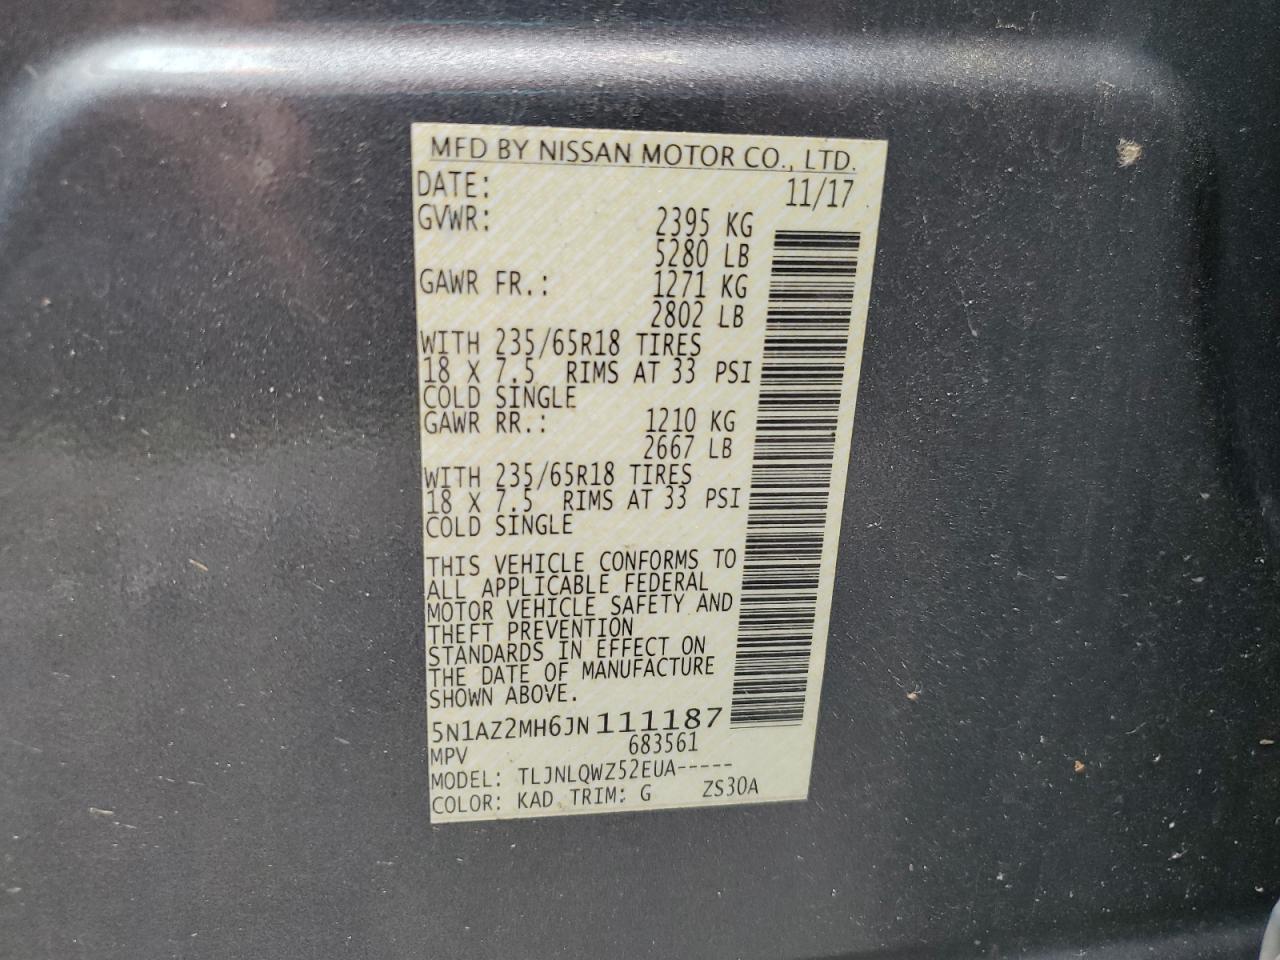 MFD BY NISSAN MOTOR CO., LTD.
DATE: 11/17
GVWR: 2395 KG
5280 LB
GAWR FR.: 1271 KG
2802 LB
WITH 235/65R18 TIRES
18 X 7.5 RIMS AT 33 PSI
COLD SINGLE
GAWR RR.: 1210 KG
2667 LB
WITH 235/65R18 TIRES
18 X 7.5 RIMS AT 33 PSI
COLD SINGLE
THIS VEHICLE CONFORMS TO
ALL APPLICABLE FEDERAL
MOTOR VEHICLE SAFETY AND
THEFT PREVENTION
STANDARDS IN EFFECT ON
THE DATE OF MANUFACTURE
SHOWN ABOVE.
5N1AZ2MH6JN111187
MPV 683561
MODEL: TLJNLQWZ52EUA-----
COLOR: KAD TRIM: G ZS30A